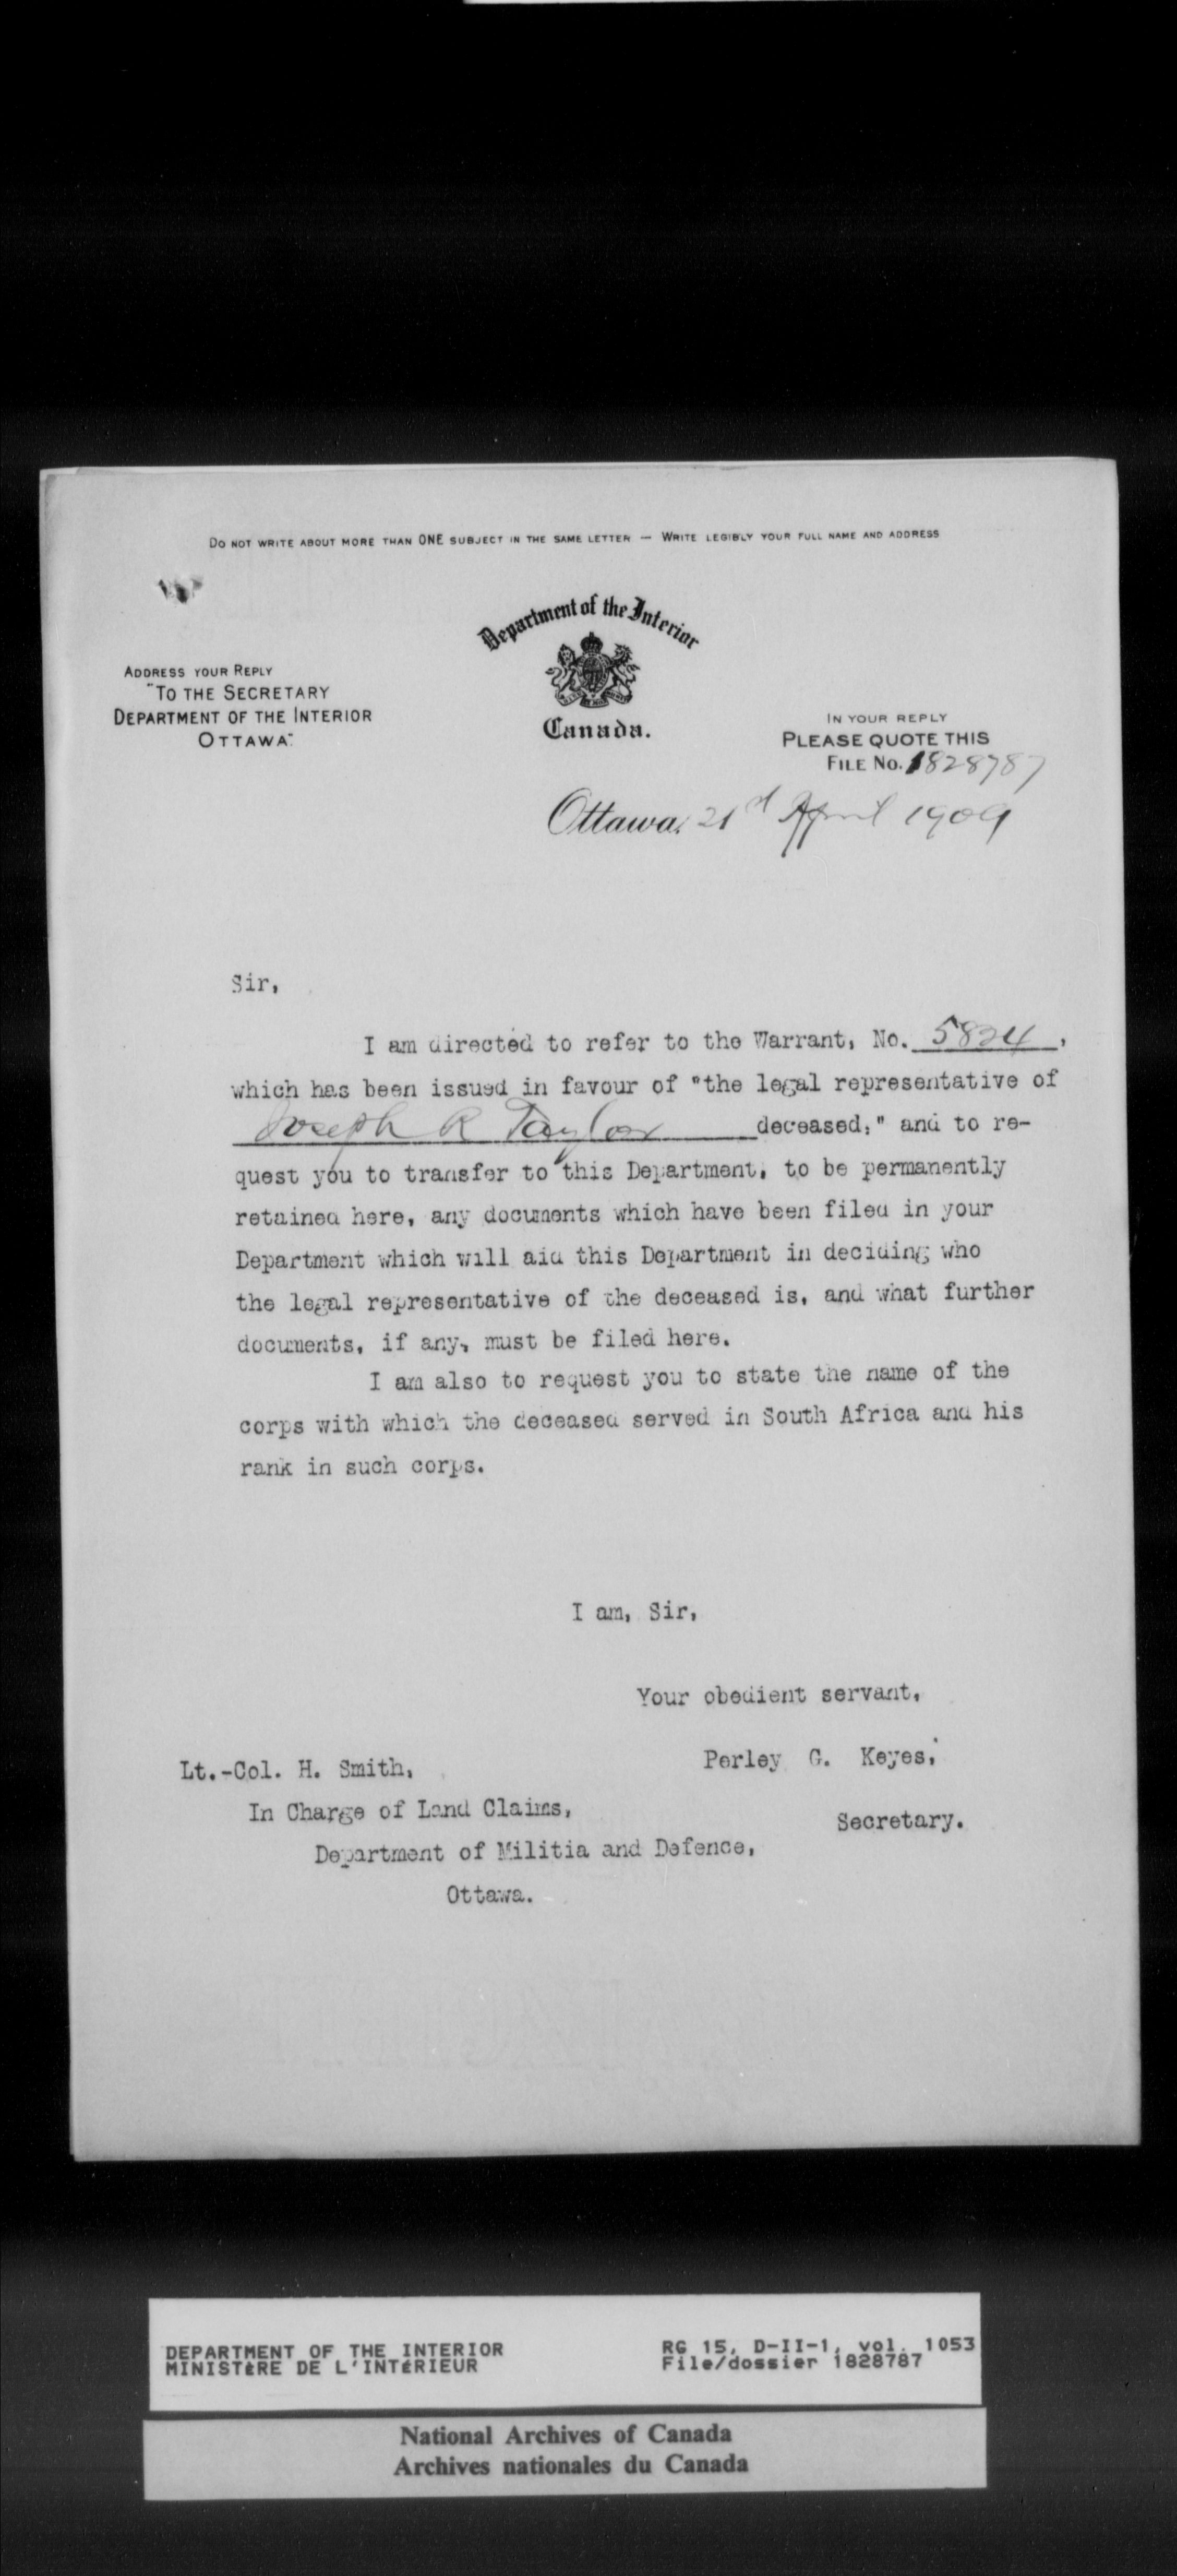 DO NOT WRITE ABOUT MORE THAN ONE SUBJECT IN THE SAME LETTER — WRITE LEGIBLY YOUR FULL NAME AND ADDRESS
Department of the Interior
Canada.
ADDRESS YOUR REPLY
"TO THE SECRETARY
DEPARTMENT OF THE INTERIOR
OTTAWA."
IN YOUR REPLY
PLEASE QUOTE THIS
FILE No. 1828787
Ottawa, 21d April 1909
Sir,
I am directed to refer to the Warrant, No. 5824,
which has been issued in favour of "the legal representative of
Joseph R Taylor deceased," and to re-
quest you to transfer to this Department, to be permanently
retained here, any documents which have been filed in your
Department which will aid this Department in deciding who
the legal representative of the deceased is, and what further
documents, if any, must be filed here.
I am also to request you to state the name of the
corps with which the deceased served in South Africa and his
rank in such corps.
I am, Sir,
Your obedient servant,
Perley G. Keyes,
Secretary.
Lt.-Col. H. Smith,
In Charge of Land Claims,
Department of Militia and Defence,
Ottawa.
DEPARTMENT OF THE INTERIOR
MINISTÈRE DE L'INTÉRIEUR
RG 15, D-II-1, vol. 1053
File/dossier 1828787
National Archives of Canada
Archives nationales du Canada